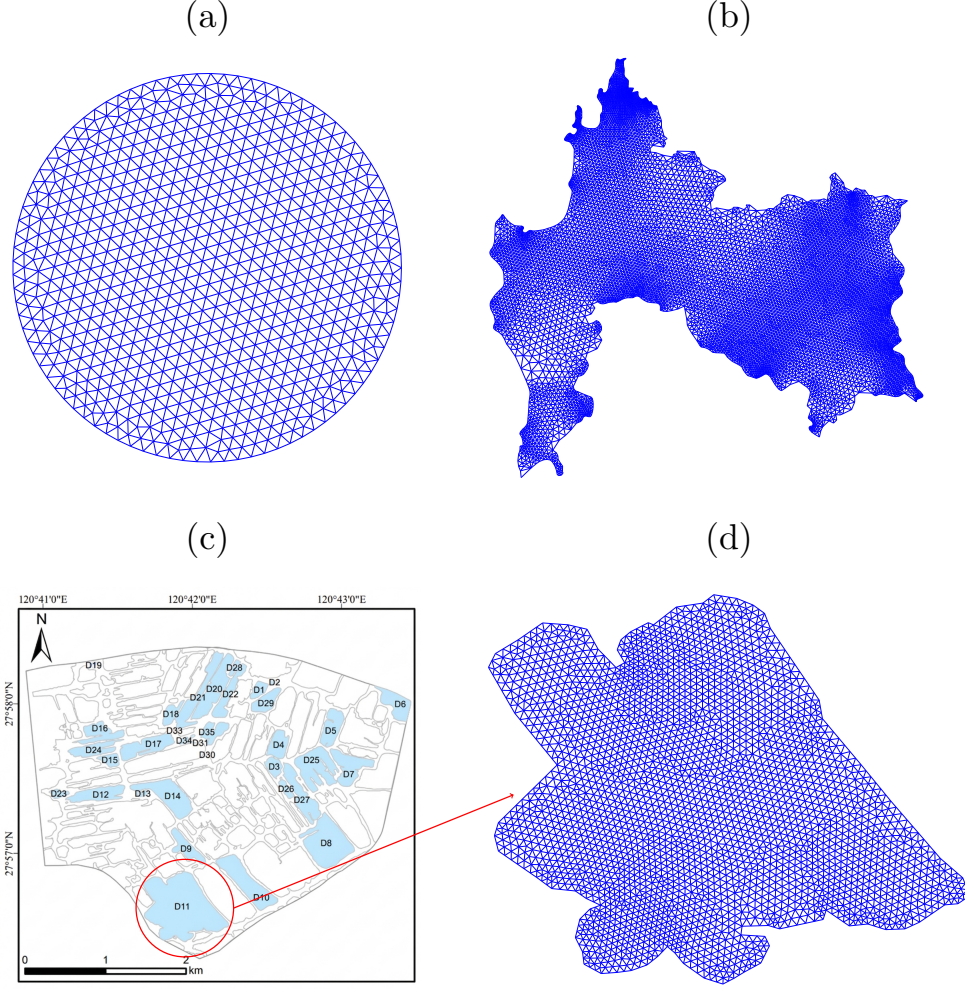 (a)
(b)
(c)
(d)
120°41'0"E
120°42'0"E
120°43'0"E
N
27°58'0"N
27°57'0"N
D19
D28
D2
D20
D1
D22
D21
D29
D6
D18
D16
D33
D35
D5
D34
D31
D17
D24
D4
D30
D15
D3
D25
D7
D26
D23
D12
D13
D14
D27
D9
D8
D10
D11
0 1 2
km